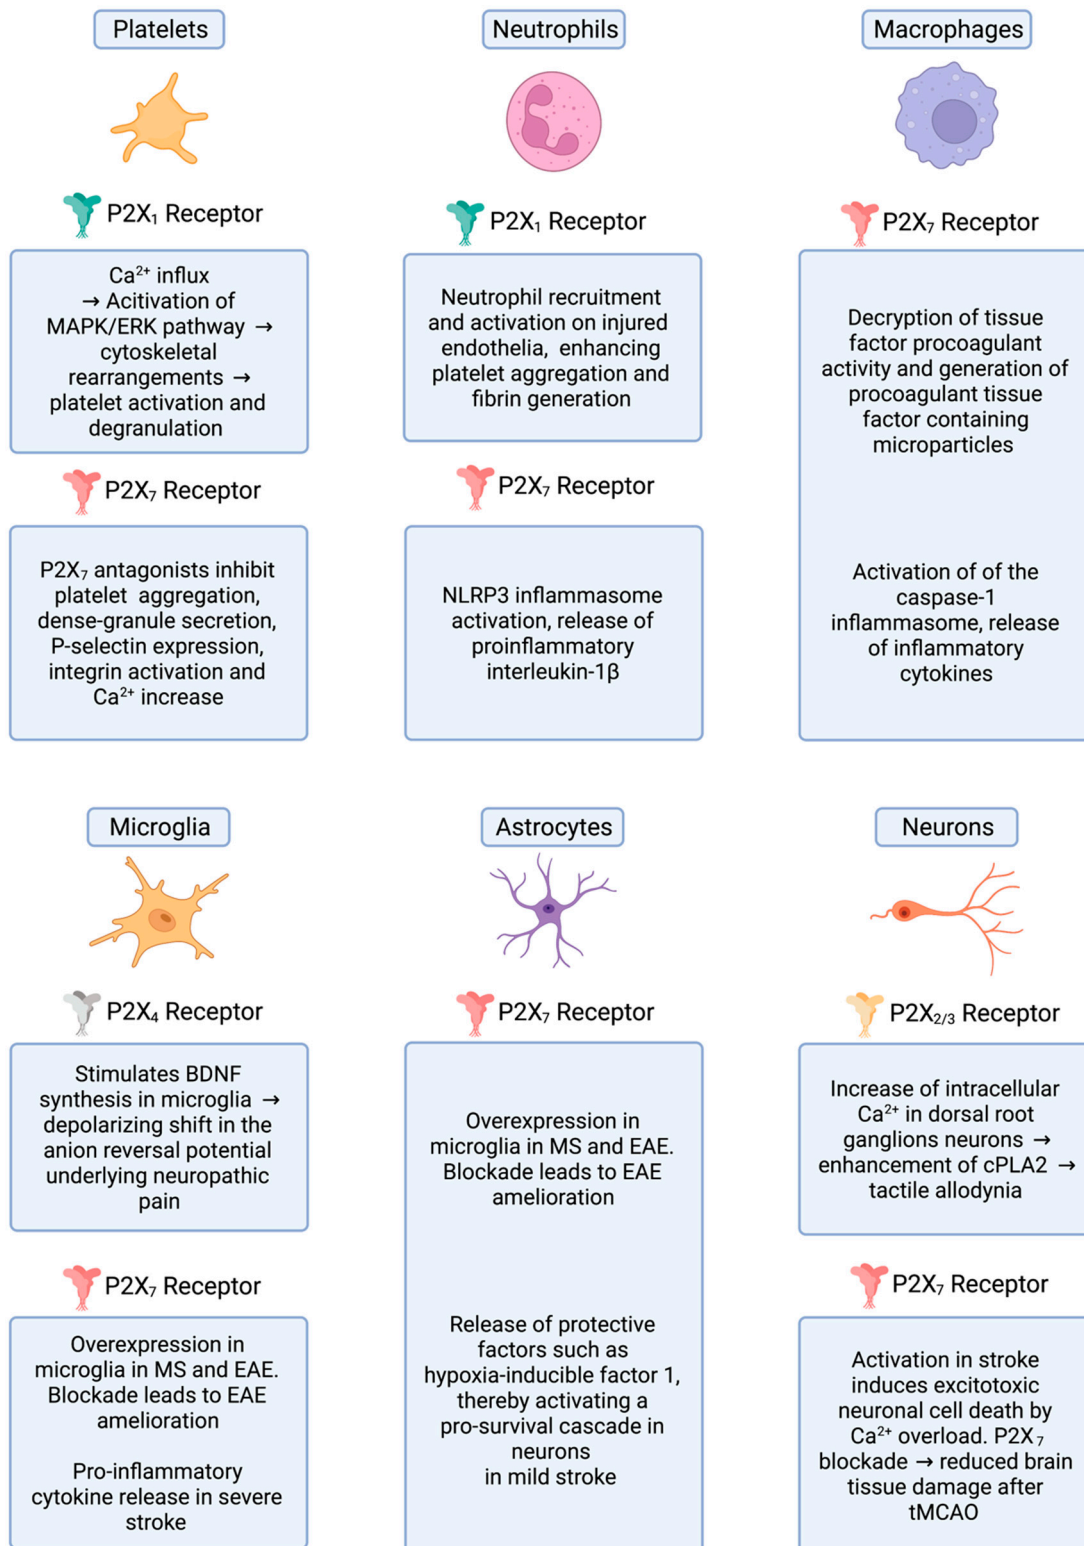 Platelets
P2X₁ Receptor
Ca²⁺ influx
→ Acitivation of
MAPK/ERK pathway →
cytoskeletal
rearrangements →
platelet activation and
degranulation
P2X₇ Receptor
P2X₇ antagonists inhibit
platelet aggregation,
dense-granule secretion,
P-selectin expression,
integrin activation and
Ca²⁺ increase
Neutrophils
P2X₁ Receptor
Neutrophil recruitment
and activation on injured
endothelia, enhancing
platelet aggregation and
fibrin generation
P2X₇ Receptor
NLRP3 inflammasome
activation, release of
proinflammatory
interleukin-1β
Macrophages
P2X₇ Receptor
Decryption of tissue
factor procoagulant
activity and generation of
procoagulant tissue
factor containing
microparticles
Activation of of the
caspase-1
inflammasome, release
of inflammatory
cytokines
Microglia
P2X₄ Receptor
Stimulates BDNF
synthesis in microglia →
depolarizing shift in the
anion reversal potential
underlying neuropathic
pain
P2X₇ Receptor
Overexpression in
microglia in MS and EAE.
Blockade leads to EAE
amelioration
Pro-inflammatory
cytokine release in severe
stroke
Astrocytes
P2X₇ Receptor
Overexpression in
microglia in MS and EAE.
Blockade leads to EAE
amelioration
Release of protective
factors such as
hypoxia-inducible factor 1,
thereby activating a
pro-survival cascade in
neurons
in mild stroke
Neurons
P2X₂/₃ Receptor
Increase of intracellular
Ca²⁺ in dorsal root
ganglions neurons →
enhancement of cPLA2 →
tactile allodynia
P2X₇ Receptor
Activation in stroke
induces excitotoxic
neuronal cell death by
Ca²⁺ overload. P2X₇
blockade → reduced brain
tissue damage after
tMCAO